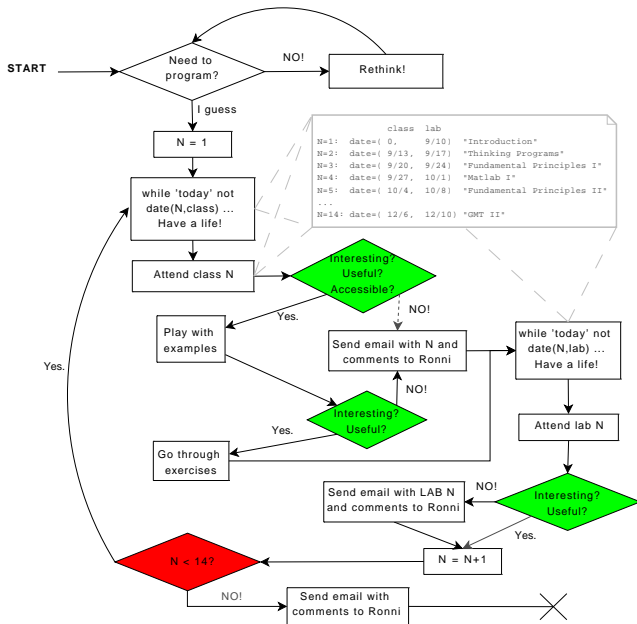 START
Need to
program?
NO!
Rethink!
I guess
N = 1
class lab
N=1: date=( 0, 9/10) "Introduction"
N=2: date=( 9/13, 9/17) "Thinking Programs"
N=3: date=( 9/20, 9/24) "Fundamental Principles I"
N=4: date=( 9/27, 10/1) "Matlab I"
N=5: date=( 10/4, 10/8) "Fundamental Principles II"
...
N=14: date=( 12/6, 12/10) "GMT II"
while 'today' not
date(N,class) ...
Have a life!
Attend class N
Interesting?
Useful?
Accessible?
NO!
Yes.
Play with
examples
Send email with N and
comments to Ronni
while 'today' not
date(N,lab) ...
Have a life!
Yes.
NO!
Interesting?
Useful?
Yes.
Attend lab N
Go through
exercises
NO!
Interesting?
Useful?
Send email with LAB N
and comments to Ronni
Yes.
N < 14?
N = N+1
NO!
Send email with
comments to Ronni